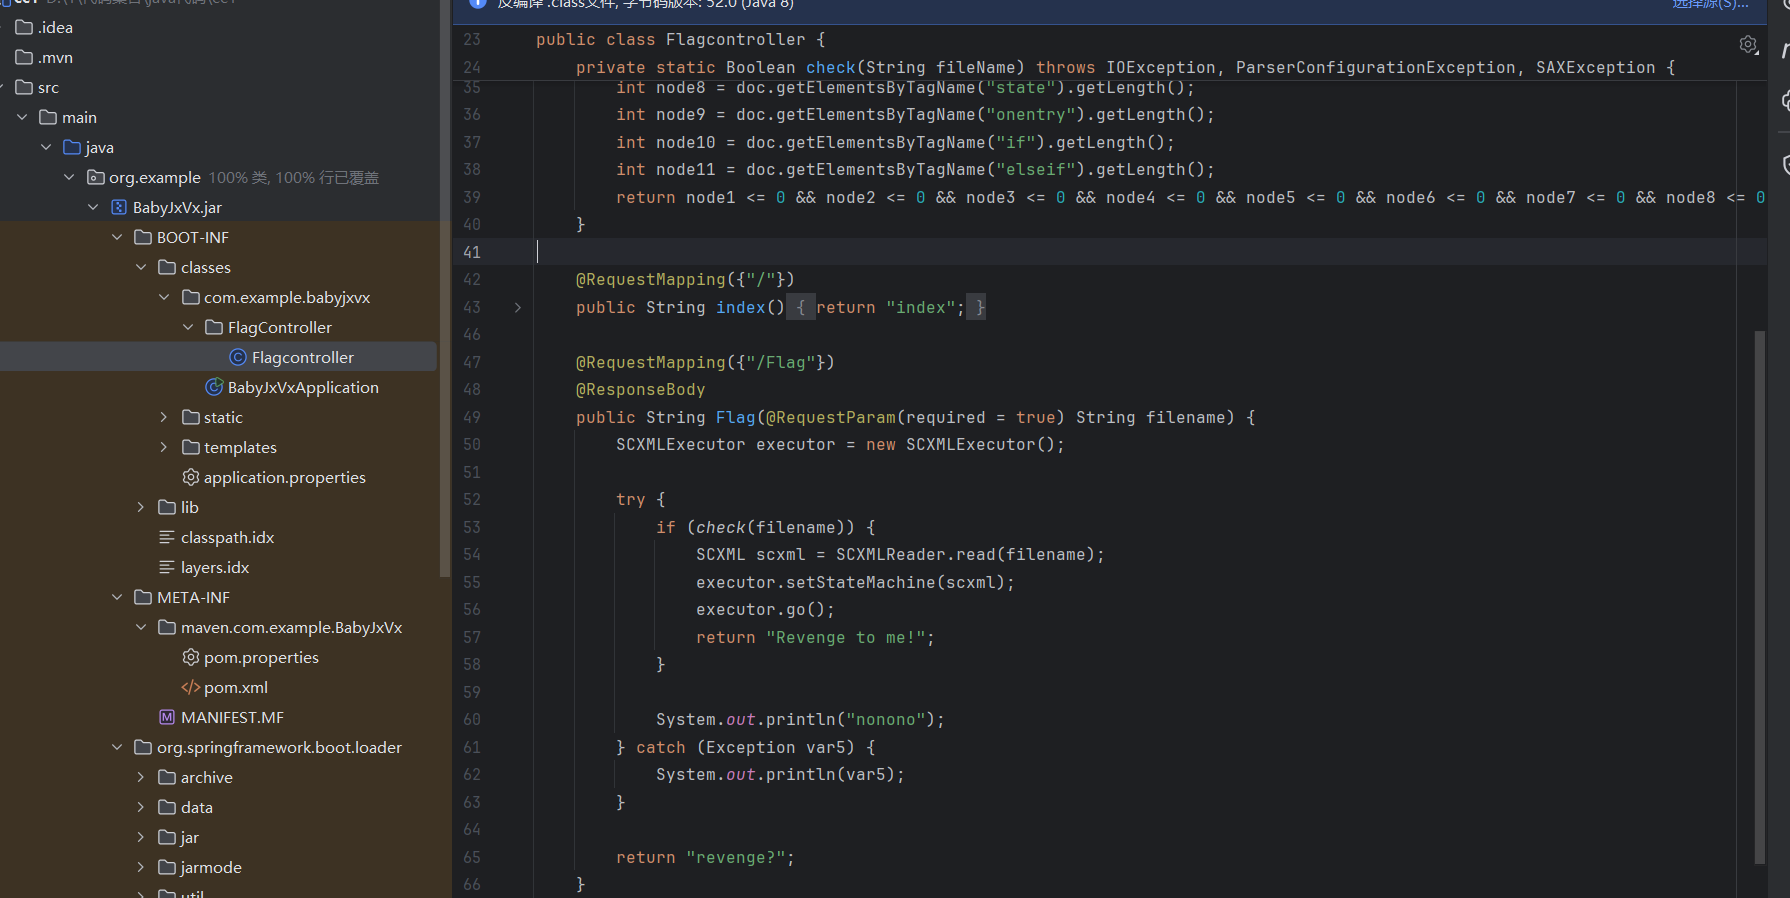 .idea
.mvn
src
main
java
org.example 100% 类, 100% 行已覆盖
BabyJxVx.jar
BOOT-INF
classes
com.example.babyjxvx
FlagController
Flagcontroller
BabyJxVxApplication
static
templates
application.properties
lib
classpath.idx
layers.idx
META-INF
maven.com.example.BabyJxVx
pom.properties
pom.xml
MANIFEST.MF
org.springframework.boot.loader
archive
data
jar
jarmode
util
反编译 .class文件, 字节码版本: 52.0 (Java 8) 选择源(S)...
23 public class Flagcontroller {
24 private static Boolean check(String fileName) throws IOException, ParserConfigurationException, SAXException {
35 int node8 = doc.getElementsByTagName("state").getLength();
36 int node9 = doc.getElementsByTagName("onentry").getLength();
37 int node10 = doc.getElementsByTagName("if").getLength();
38 int node11 = doc.getElementsByTagName("elseif").getLength();
39 return node1 <= 0 && node2 <= 0 && node3 <= 0 && node4 <= 0 && node5 <= 0 && node6 <= 0 && node7 <= 0 && node8 <= 0
40 }
41
42 @RequestMapping({"/"})
43 public String index() { return "index"; }
46
47 @RequestMapping({"/Flag"})
48 @ResponseBody
49 public String Flag(@RequestParam(required = true) String filename) {
50 SCXMLExecutor executor = new SCXMLExecutor();
51
52 try {
53 if (check(filename)) {
54 SCXML scxml = SCXMLReader.read(filename);
55 executor.setStateMachine(scxml);
56 executor.go();
57 return "Revenge to me!";
58 }
59
60 System.out.println("nonono");
61 } catch (Exception var5) {
62 System.out.println(var5);
63 }
64
65 return "revenge?";
66 }